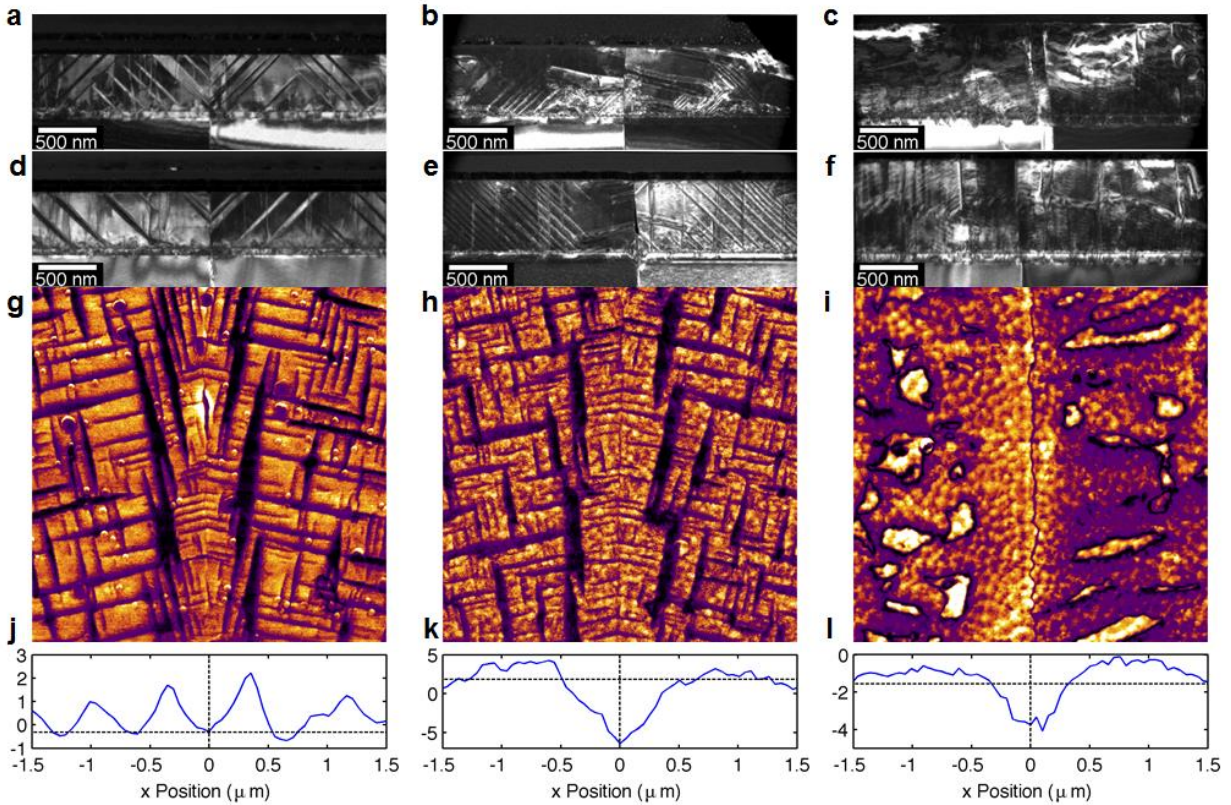 a b c
500 nm 500 nm 500 nm
d e f
500 nm 500 nm 500 nm
g h i
j k l
3 5 0
2
1 0 -2
0 -5 -4
-1
-1.5 -1 -0.5 0 0.5 1 1.5 -1.5 -1 -0.5 0 0.5 1 1.5 -1.5 -1 -0.5 0 0.5 1 1.5
x Position (μ m) x Position (μ m) x Position (μ m)